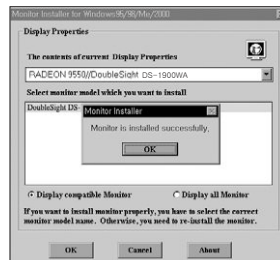 Monitor Installer for Windows95/98/Me/2000
Display Properties
The contents of current Display Properties
RADEON 9550//DoubleSight DS-1900WA
Select monitor model which you want to install
DoubleSight DS-
Monitor Installer
Monitor is installed successfully,
OK
Display compatible Monitor
Display all Monitor
If you want to install monitor properly, you have to select the correct
monitor model name. Otherwise, you need to re-install the monitor.
OK
Cancel
About